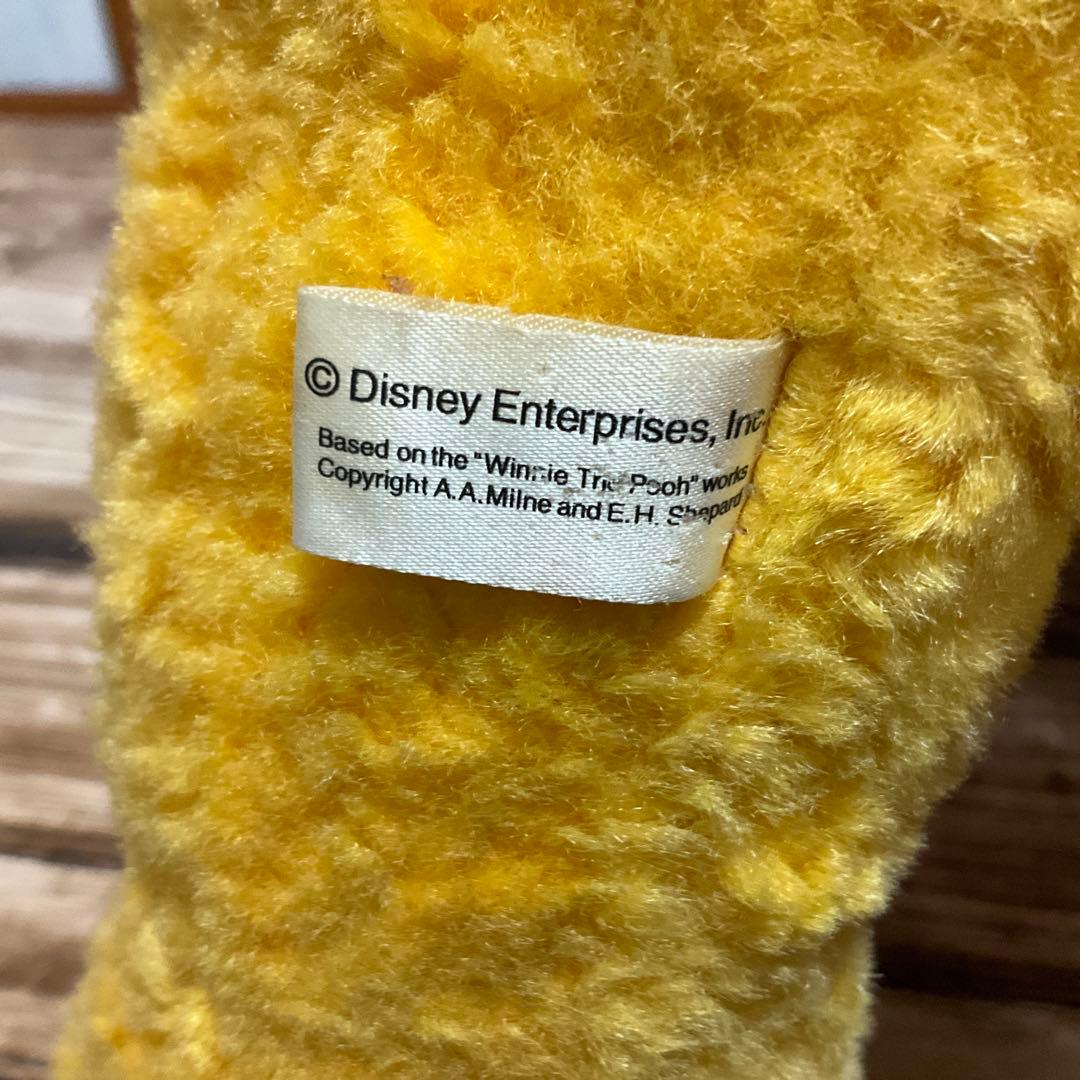 © Disney Enterprises, Inc.
Based on the "Winnie The Pooh" works
Copyright A.A.Milne and E.H. Shepard